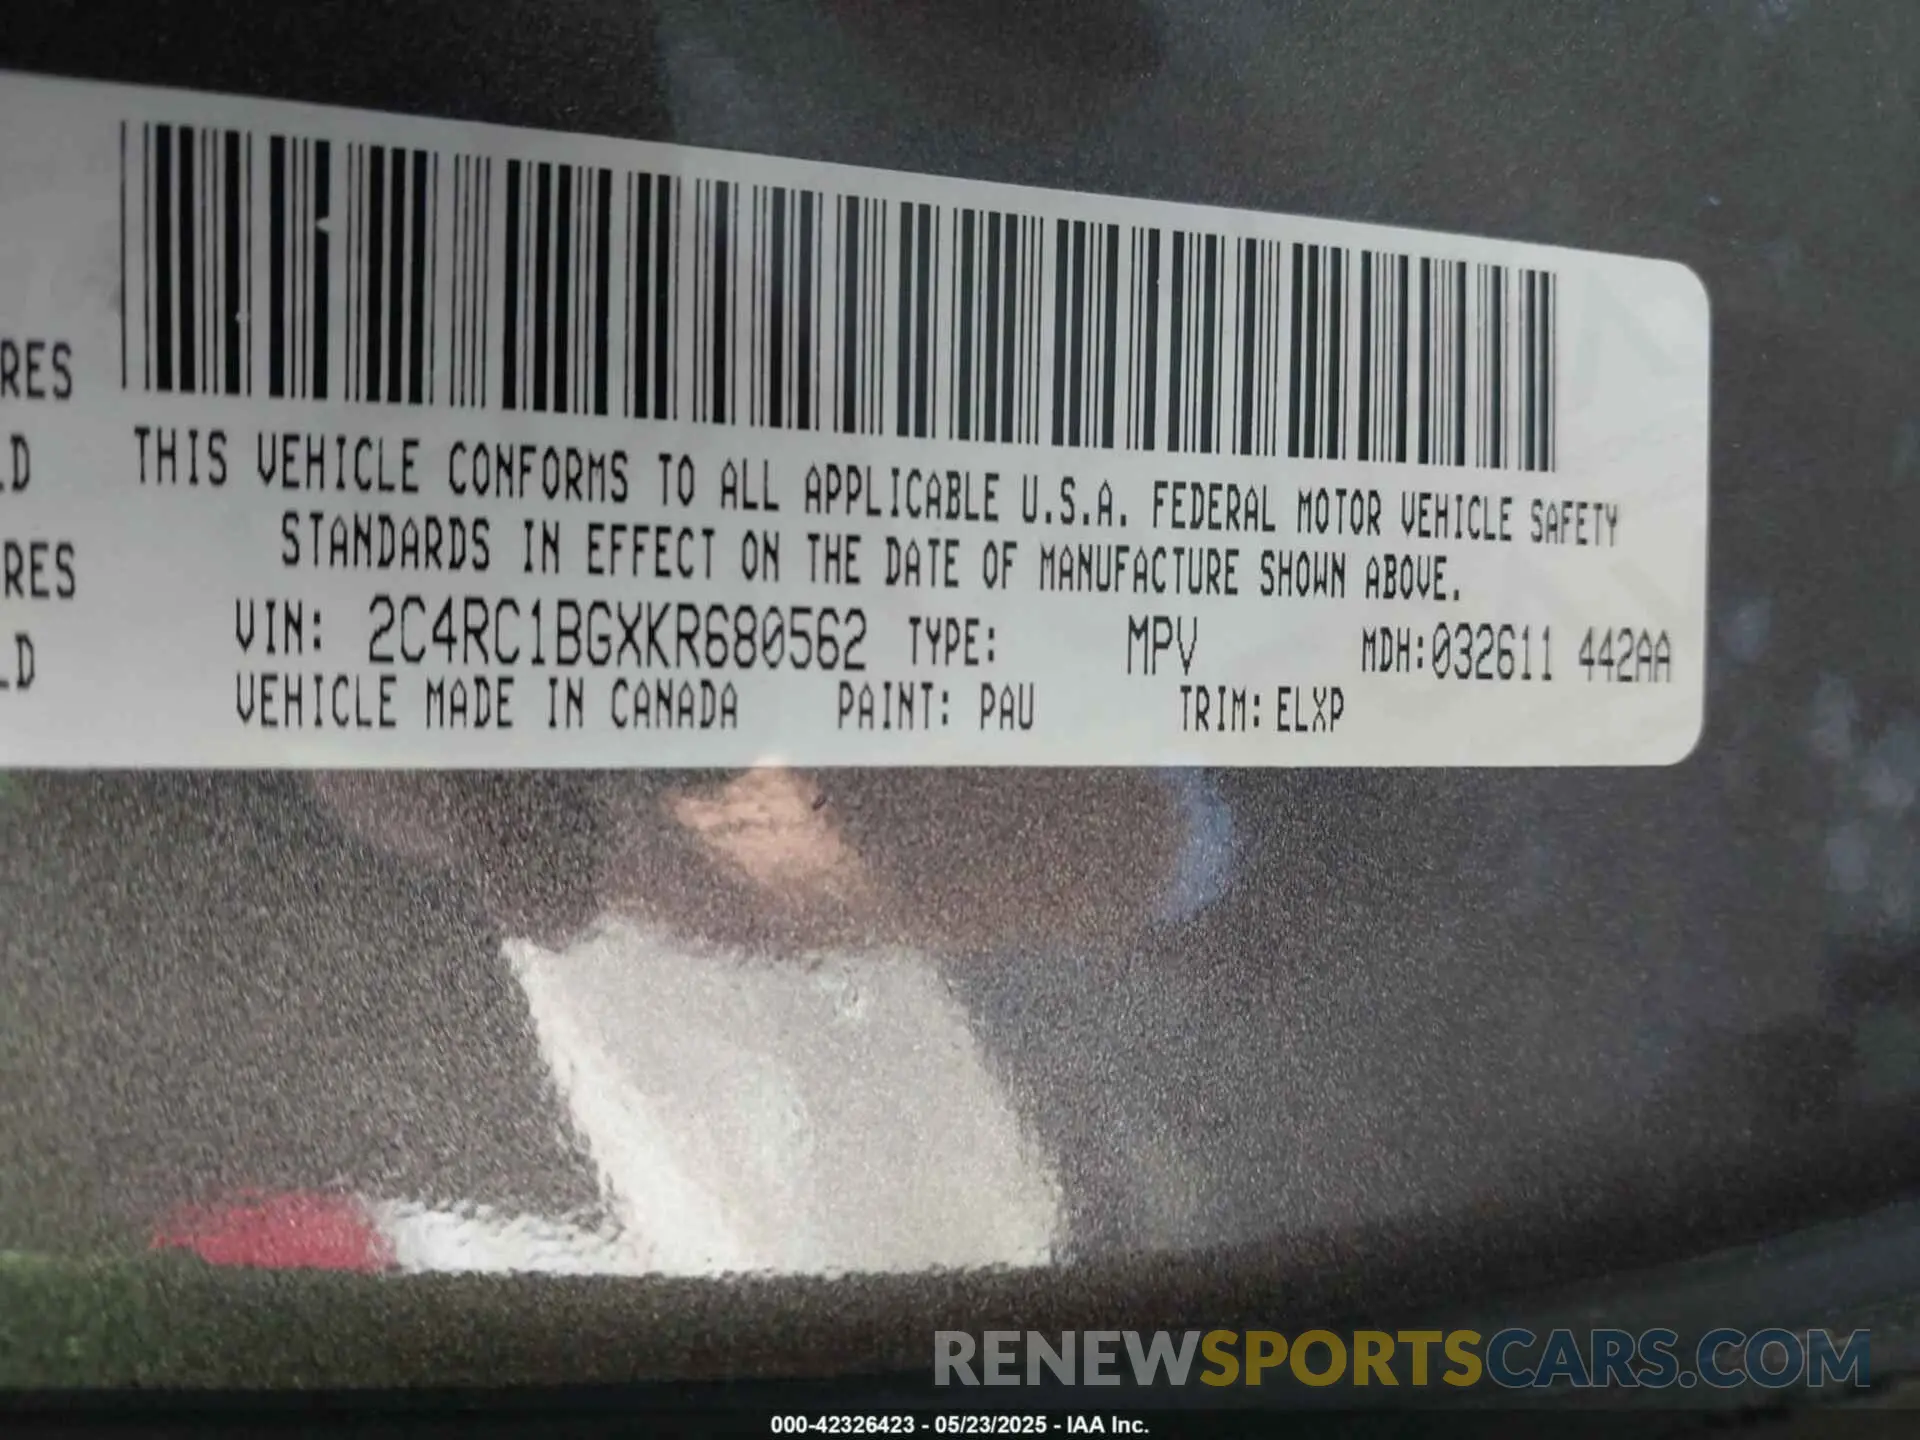 RES
LD
RES
LD
THIS VEHICLE CONFORMS TO ALL APPLICABLE U.S.A. FEDERAL MOTOR VEHICLE SAFETY
STANDARDS IN EFFECT ON THE DATE OF MANUFACTURE SHOWN ABOVE.
VIN: 2C4RC1BGXKR680562 TYPE: MPV MDH:032611 442AA
VEHICLE MADE IN CANADA PAINT: PAU TRIM: ELXP
RENEWSPORTSCARS.COM
000-42326423 - 05/23/2025 - IAA Inc.